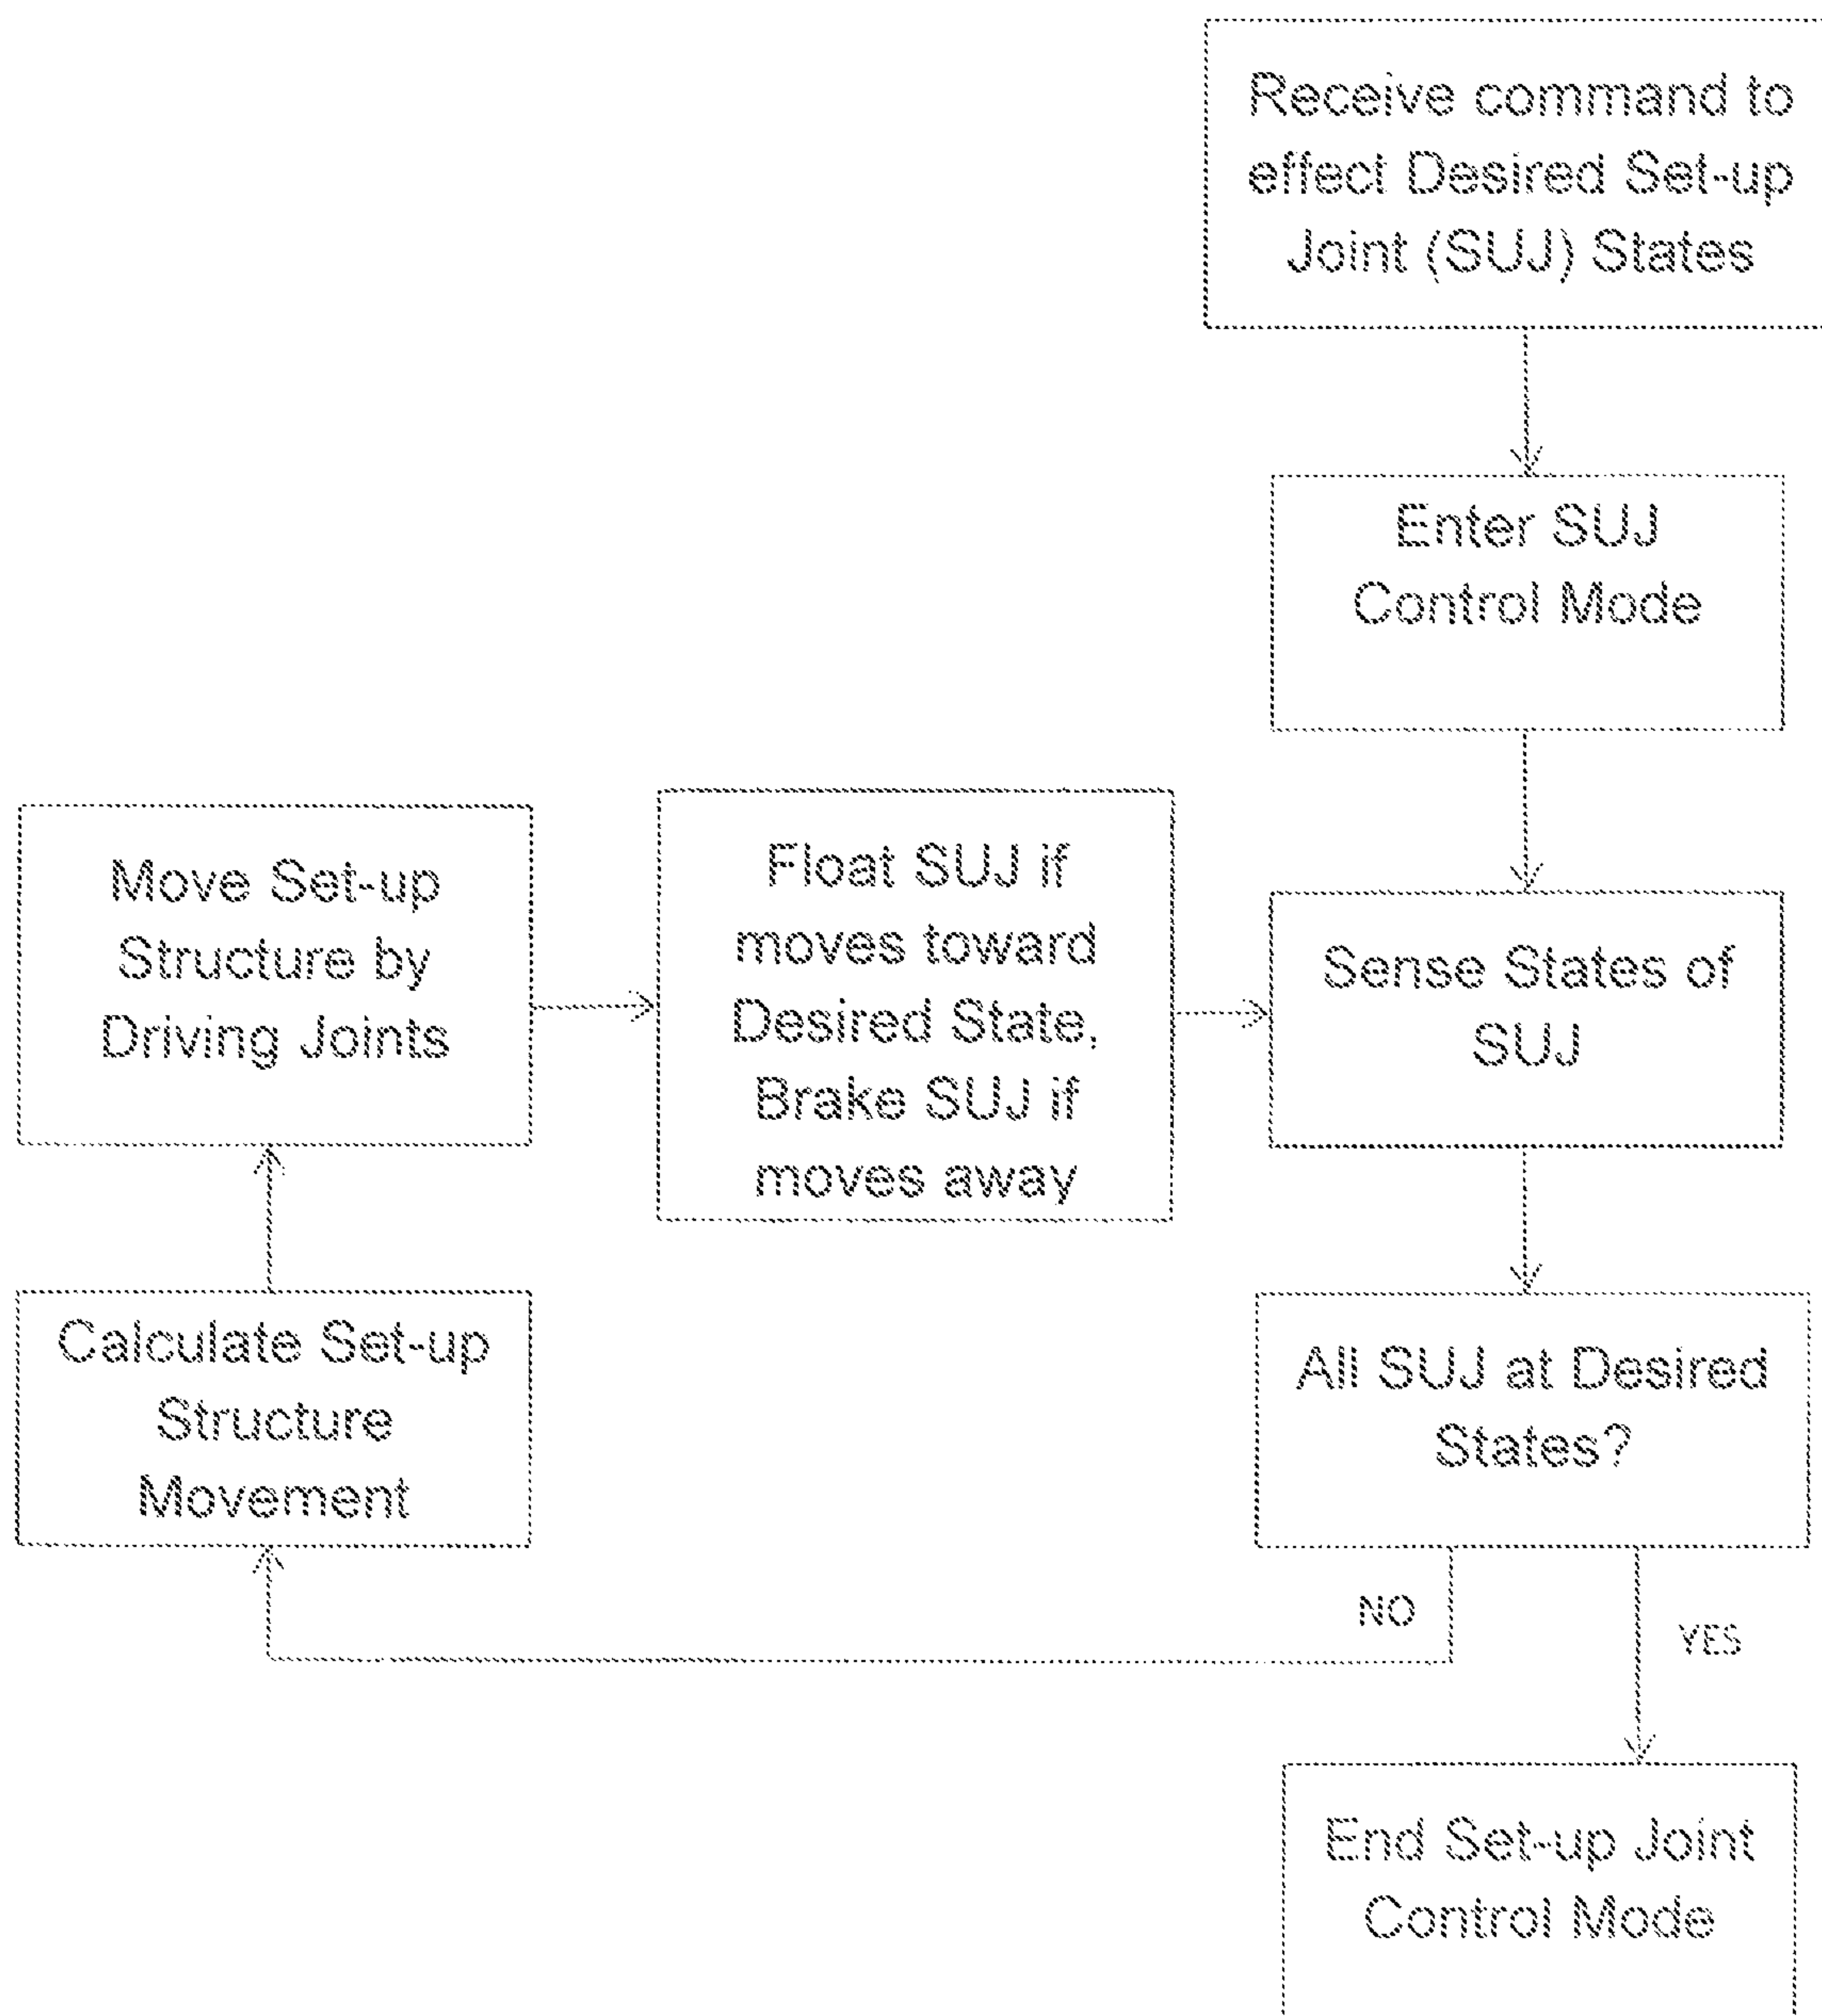 Receive command to
effect Desired Set-up
Joint (SUJ) States
Enter SUJ
Control Mode
Sense States of
SUJ
All SUJ at Desired
States?
NO
YES
Calculate Set-up
Structure
Movement
Move Set-up
Structure by
Driving Joints
Float SUJ if
moves toward
Desired State,
Brake SUJ if
moves away
End Set-up Joint
Control Mode